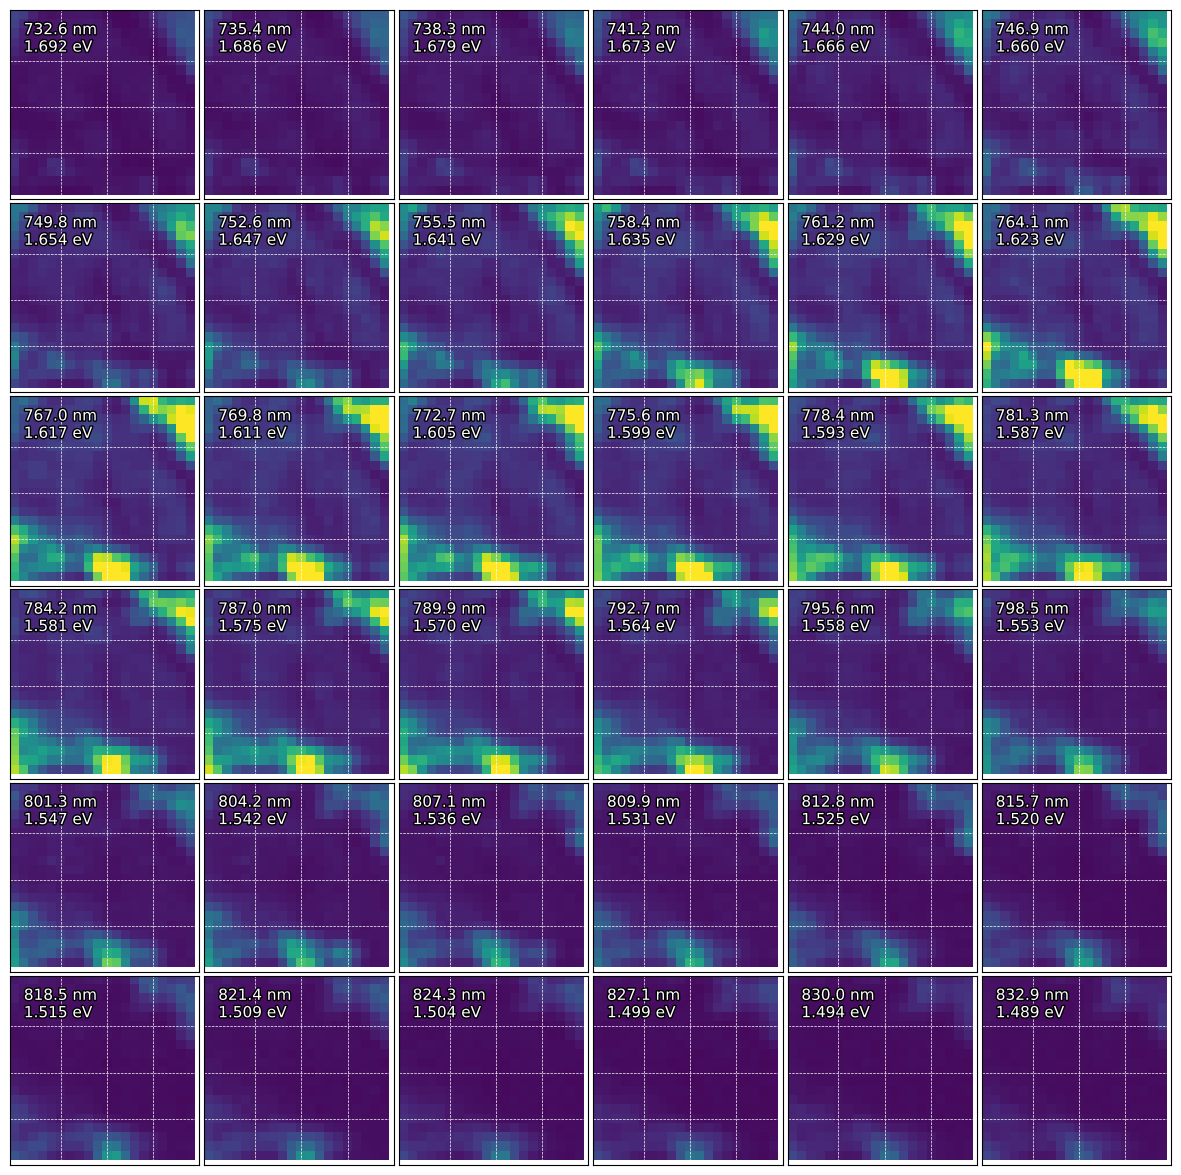 732.6 nm
1.692 eV
735.4 nm
1.686 eV
738.3 nm
1.679 eV
741.2 nm
1.673 eV
744.0 nm
1.666 eV
746.9 nm
1.660 eV
749.8 nm
1.654 eV
752.6 nm
1.647 eV
755.5 nm
1.641 eV
758.4 nm
1.635 eV
761.2 nm
1.629 eV
764.1 nm
1.623 eV
767.0 nm
1.617 eV
769.8 nm
1.611 eV
772.7 nm
1.605 eV
775.6 nm
1.599 eV
778.4 nm
1.593 eV
781.3 nm
1.587 eV
784.2 nm
1.581 eV
787.0 nm
1.575 eV
789.9 nm
1.570 eV
792.7 nm
1.564 eV
795.6 nm
1.558 eV
798.5 nm
1.553 eV
801.3 nm
1.547 eV
804.2 nm
1.542 eV
807.1 nm
1.536 eV
809.9 nm
1.531 eV
812.8 nm
1.525 eV
815.7 nm
1.520 eV
818.5 nm
1.515 eV
821.4 nm
1.509 eV
824.3 nm
1.504 eV
827.1 nm
1.499 eV
830.0 nm
1.494 eV
832.9 nm
1.489 eV